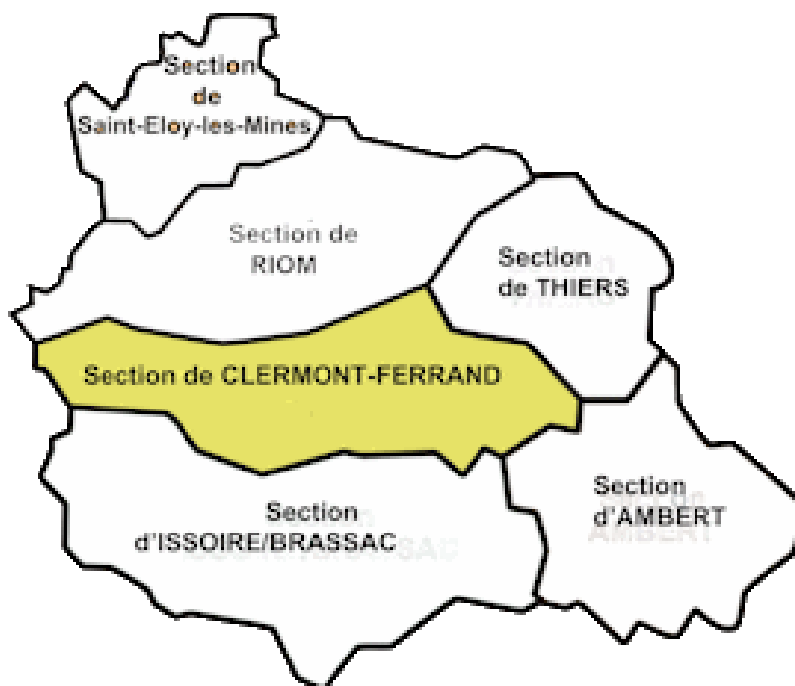 Section
de
Saint-Eloy-les-Mines
Section de
RIOM
Section
de THIERS
Section de CLERMONT-FERRAND
Section
d'AMBERT
Section
d'ISSOIRE/BRASSAC